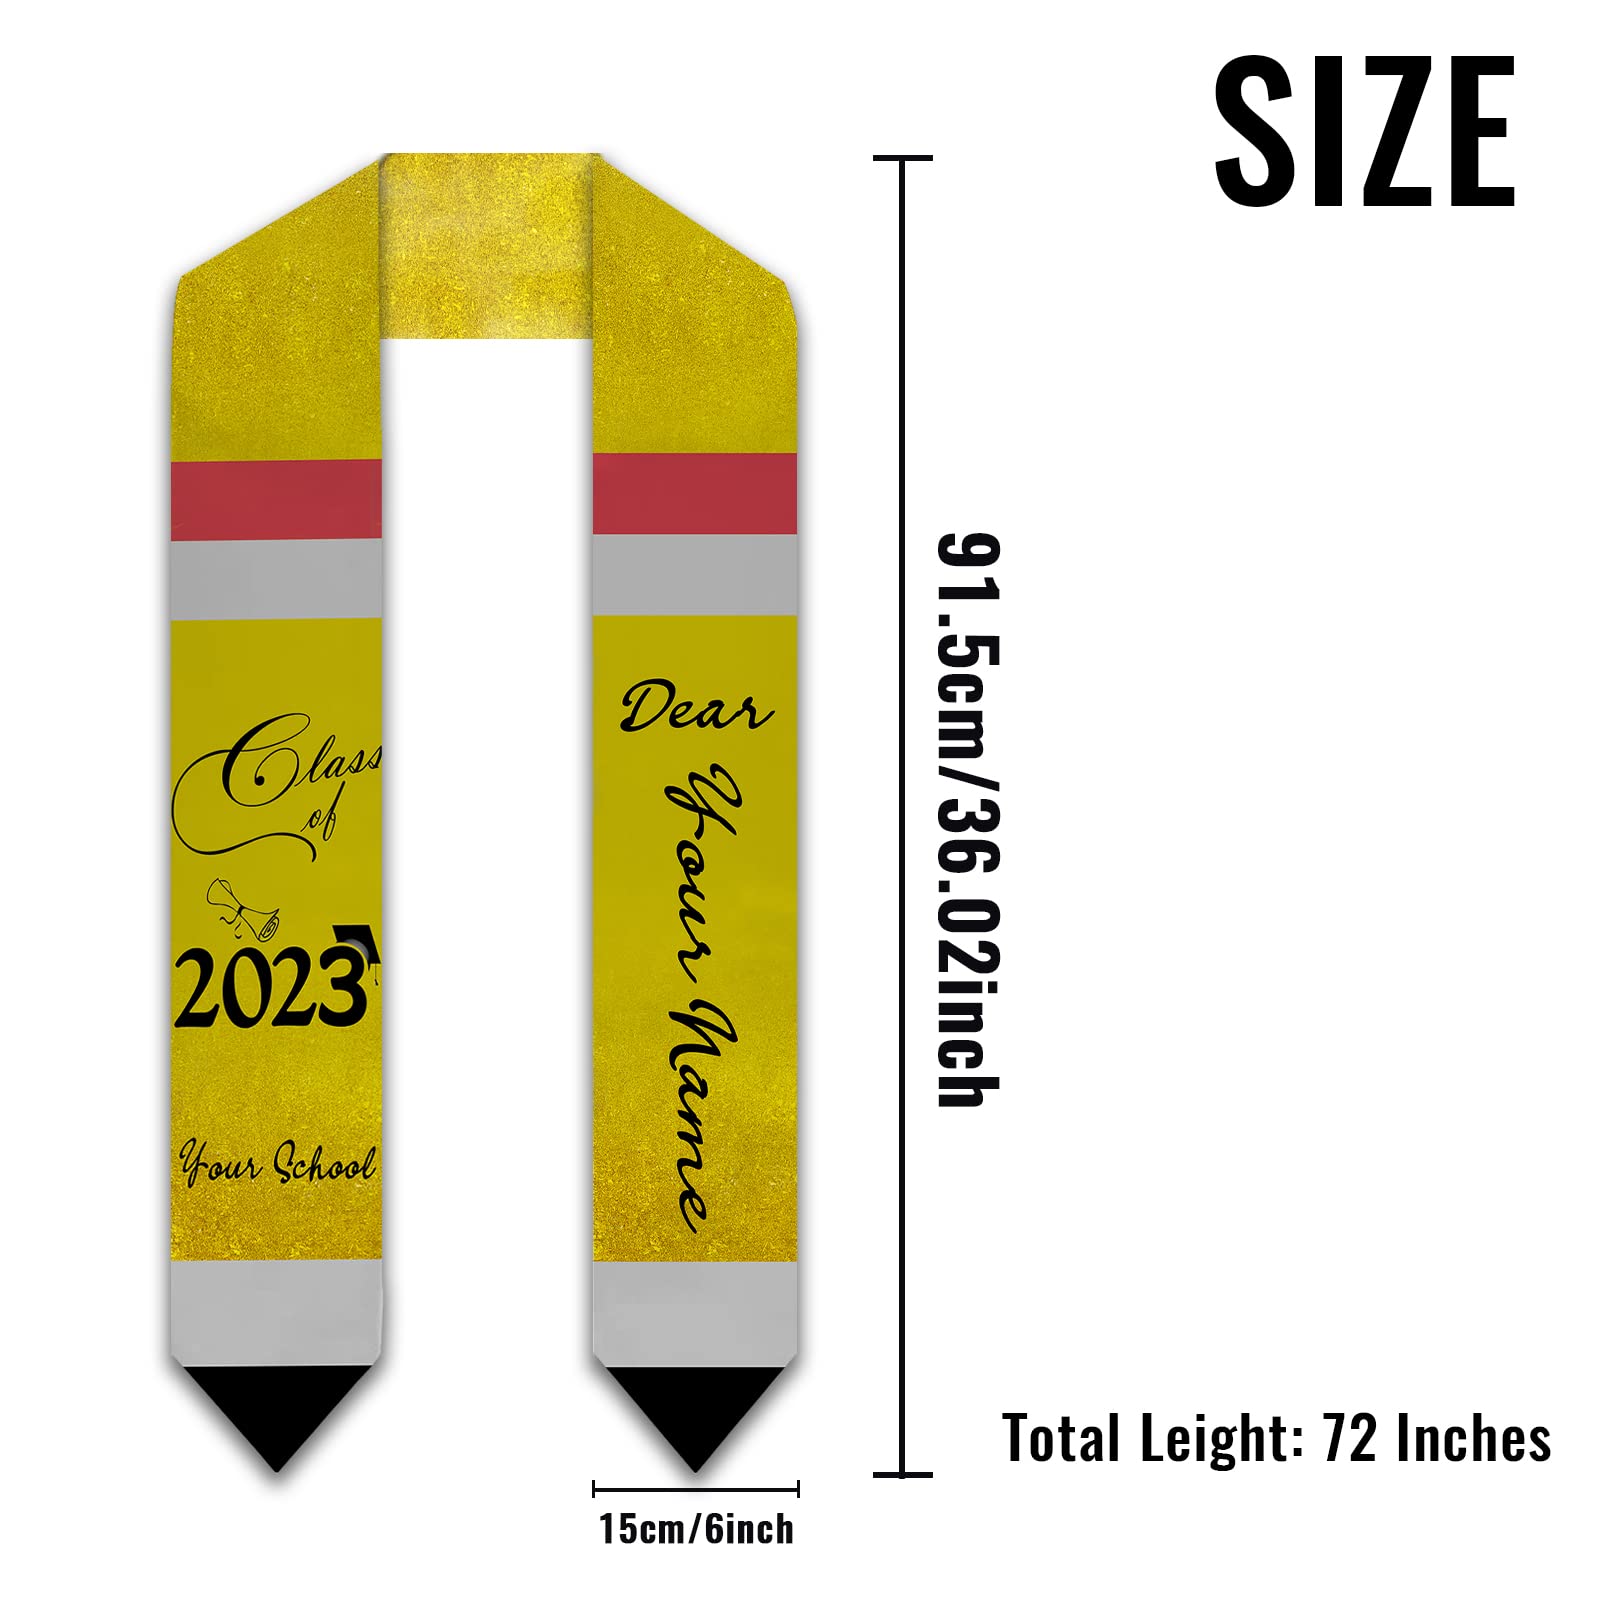 SIZE
Class
of
2023
Your School
Dear
Your Name
91.5cm/36.02inch
Total Leight: 72 Inches
15cm/6inch